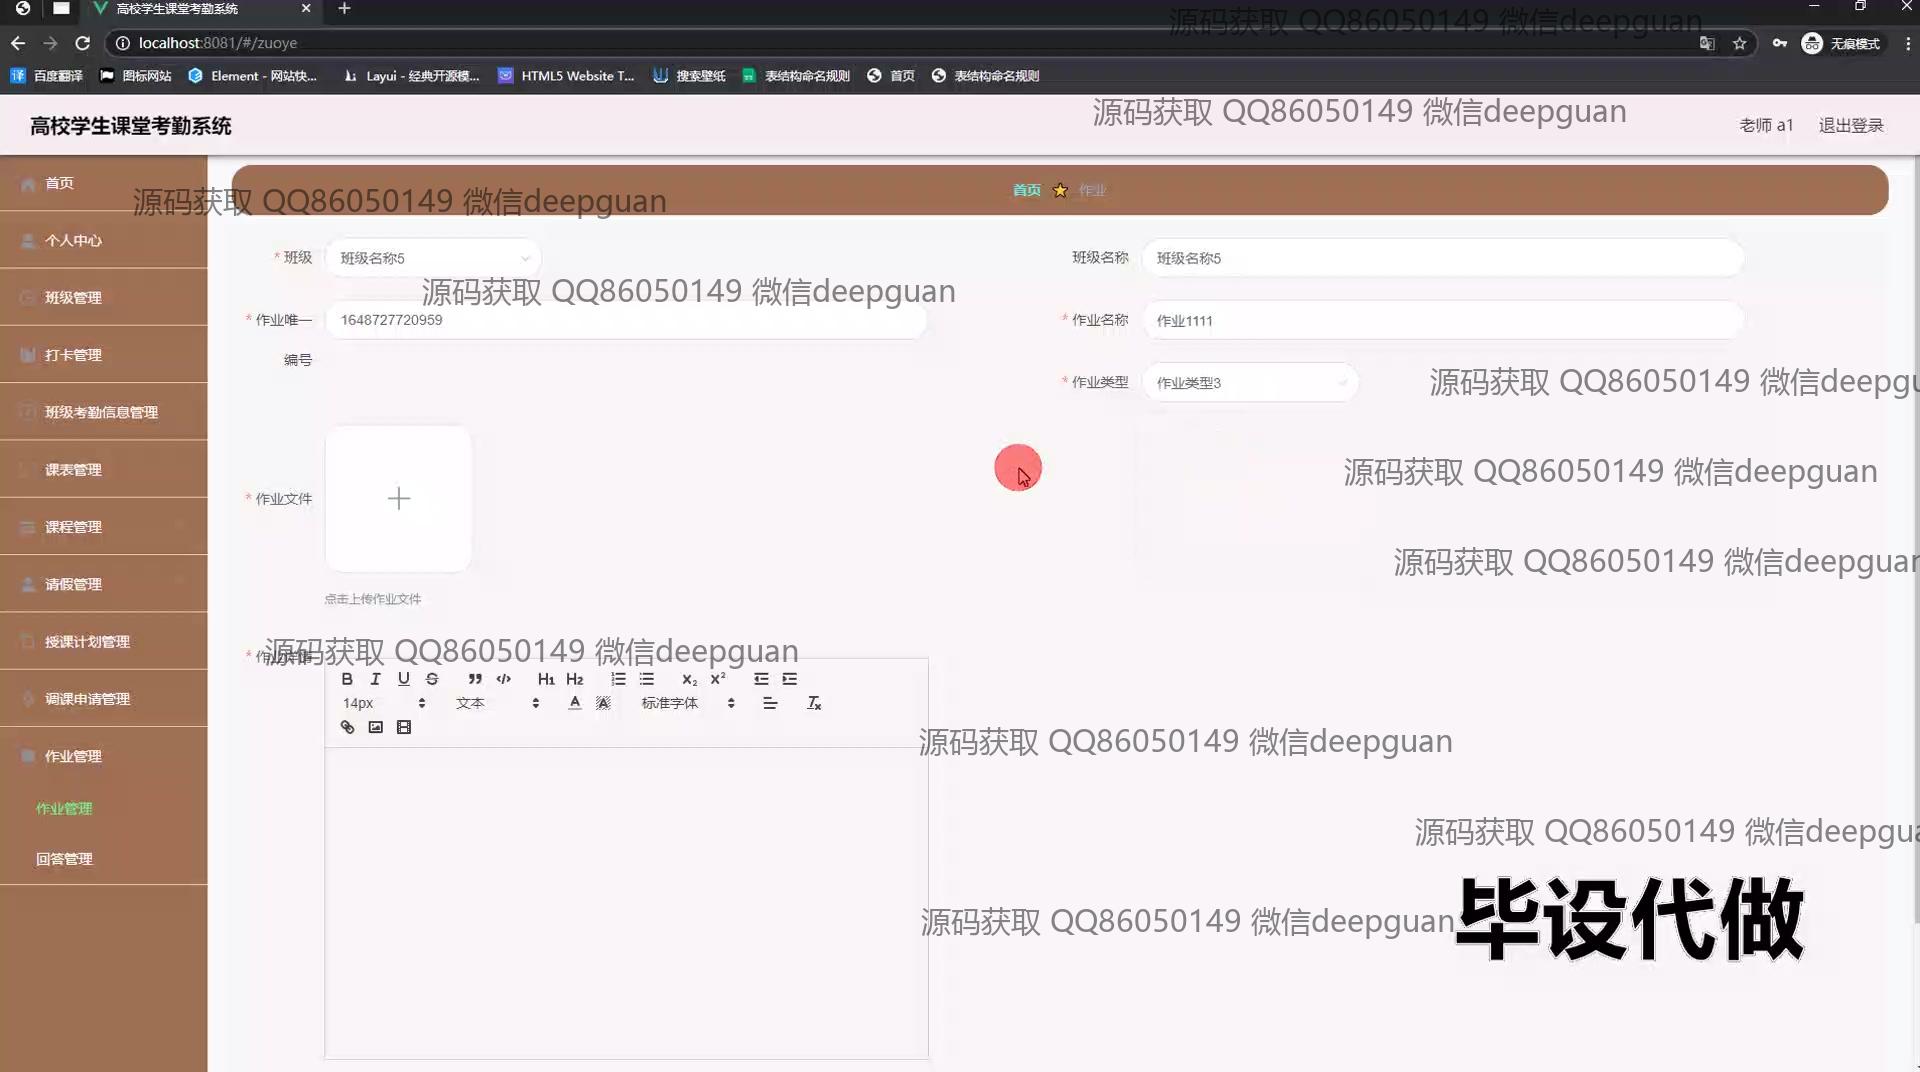 高校学生课堂考勤系统
源码获取 QQ86050149 微信deepguan
localhost:8081/#/zuoye
无痕模式
百度翻译
图标网站
Element - 网站快...
Layui - 经典开源模...
HTML5 Website T...
搜索壁纸
表结构命名规则
首页
表结构命名规则
高校学生课堂考勤系统
源码获取 QQ86050149 微信deepguan
老师 a1
退出登录
首页
首页
作业
源码获取 QQ86050149 微信deepguan
个人中心
* 班级
班级名称5
班级名称
班级名称5
班级管理
源码获取 QQ86050149 微信deepguan
* 作业唯一
编号
1648727720959
* 作业名称
作业1111
打卡管理
* 作业类型
作业类型3
源码获取 QQ86050149 微信deepgu
班级考勤信息管理
课表管理
源码获取 QQ86050149 微信deepguan
* 作业文件
课程管理
源码获取 QQ86050149 微信deepguan
请假管理
点击上传作业文件
授课计划管理
源码获取 QQ86050149 微信deepguan
B I U S
H1 H2
x₂ x²
14px
文本
A
A
标准字体
调课申请管理
源码获取 QQ86050149 微信deepguan
作业管理
作业管理
源码获取 QQ86050149 微信deepgua
回答管理
源码获取 QQ86050149 微信deepguan
毕设代做